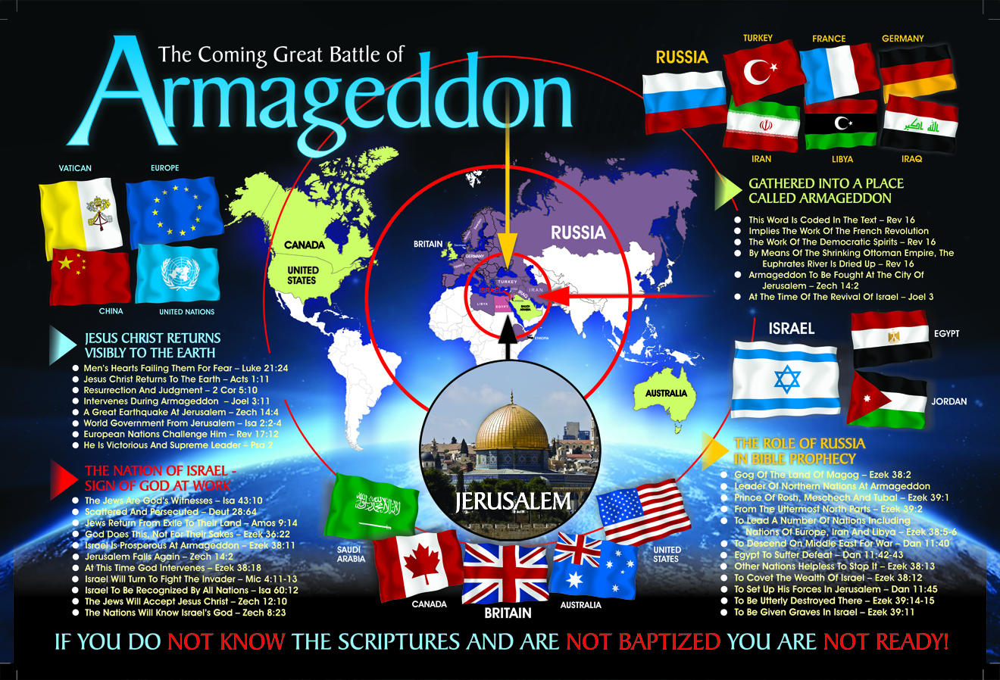 The Coming Great Battle of
Armageddon
TURKEY
FRANCE
GERMANY
RUSSIA
IRAN
LIBYA
IRAQ
الله اكبر
VATICAN
EUROPE
CHINA
UNITED NATIONS
CANADA
UNITED
STATES
BRITAIN
RUSSIA
GERMANY
FRANCE
TURKEY
ISRAEL
IRAQ
IRAN
LIBYA
EGYPT
SAUDI
ARABIA
ETHIOPIA
AUSTRALIA
GATHERED INTO A PLACE
CALLED ARMAGEDDON
● This Word Is Coded In The Text – Rev 16
● Implies The Work Of The French Revolution
● The Work Of The Democratic Spirits – Rev 16
● By Means Of The Shrinking Ottoman Empire, The
Euphrates River Is Dried Up – Rev 16
● Armageddon To Be Fought At The City Of
Jerusalem – Zech 14:2
● At The Time Of The Revival Of Israel – Joel 3
ISRAEL
EGYPT
JORDAN
JESUS CHRIST RETURNS
VISIBLY TO THE EARTH
● Men's Hearts Failing Them For Fear – Luke 21:24
● Jesus Christ Returns To The Earth – Acts 1:11
● Resurrection And Judgment – 2 Cor 5:10
● Intervenes During Armageddon – Joel 3:11
● A Great Earthquake At Jerusalem – Zech 14:4
● World Government From Jerusalem – Isa 2:2-4
● European Nations Challenge Him – Rev 17:12
● He Is Victorious And Supreme Leader – Psa 2
THE NATION OF ISRAEL -
SIGN OF GOD AT WORK
● The Jews Are God's Witnesses – Isa 43:10
● Scattered And Persecuted – Deut 28:64
● Jews Return From Exile To Their Land – Amos 9:14
● God Does This, Not For Their Sakes – Ezek 36:22
● Israel Is Prosperous At Armageddon – Ezek 38:11
● Jerusalem Falls Again – Zech 14:2
● At This Time God Intervenes – Ezek 38:18
● Israel Will Turn To Fight The Invader – Mic 4:11-13
● Israel To Be Recognized By All Nations – Isa 60:12
● The Jews Will Accept Jesus Christ – Zech 12:10
● The Nations Will Know Israel's God – Zech 8:23
JERUSALEM
SAUDI
ARABIA
CANADA
BRITAIN
AUSTRALIA
UNITED
STATES
THE ROLE OF RUSSIA
IN BIBLE PROPHECY
● Gog Of The Land Of Magog – Ezek 38:2
● Leader Of Northern Nations At Armageddon
● Prince Of Rosh, Meschech And Tubal – Ezek 39:1
● From The Uttermost North Parts – Ezek 39:2
● To Lead A Number Of Nations Including
Nations Of Europe, Iran And Libya – Ezek 38:5-6
● To Descend On Middle East For War – Dan 11:40
● Egypt To Suffer Defeat – Dan 11:42-43
● Other Nations Helpless To Stop It – Ezek 38:13
● To Covet The Wealth Of Israel – Ezek 38:12
● To Set Up His Forces In Jerusalem – Dan 11:45
● To Be Utterly Destroyed There – Ezek 39:14-15
● To Be Given Graves In Israel – Ezek 39:11
IF YOU DO NOT KNOW THE SCRIPTURES AND ARE NOT BAPTIZED YOU ARE NOT READY!